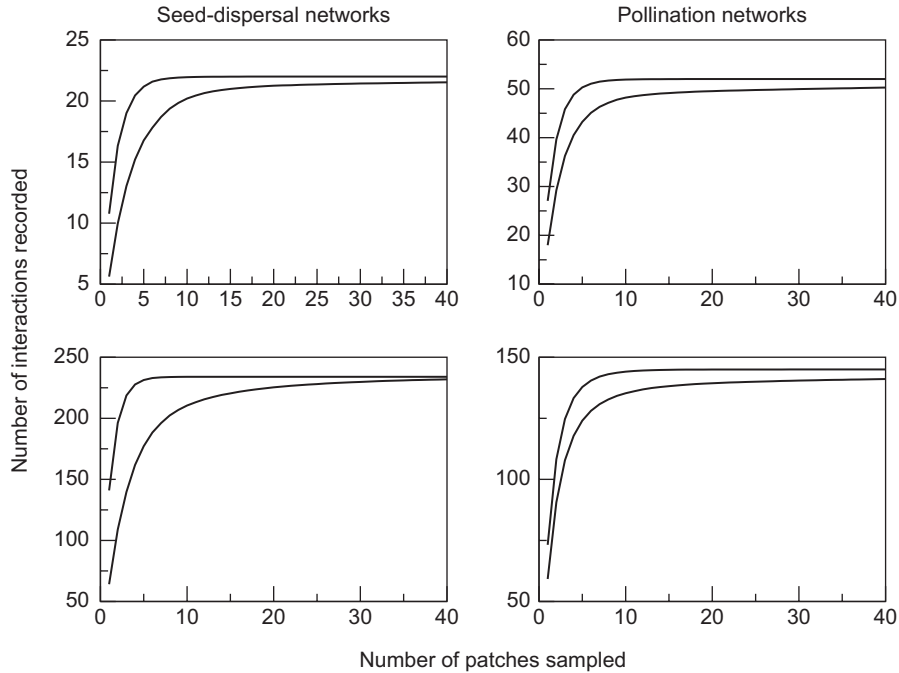 Seed-dispersal networks
Pollination networks
Number of interactions recorded
25
20
15
10
5
0 5 10 15 20 25 30 35 40
60
50
40
30
20
10
0 10 20 30 40
250
200
150
100
50
0 10 20 30 40
150
100
50
0 10 20 30 40
Number of patches sampled